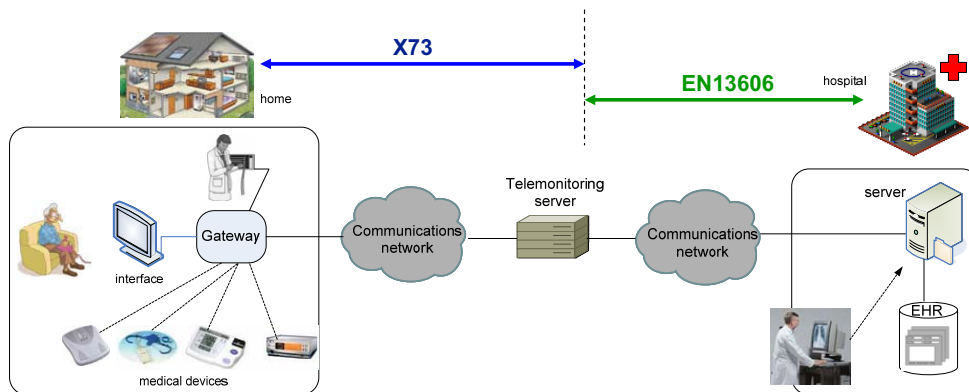 X73
EN13606
home
hospital
Telemonitoring
server
server
Gateway
Communications
network
Communications
network
interface
EHR
medical devices